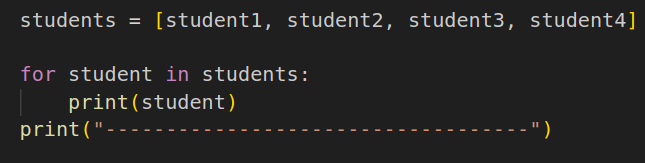 students = [student1, student2, student3, student4]
for student in students:
    print(student)
print("-----------------------------------")